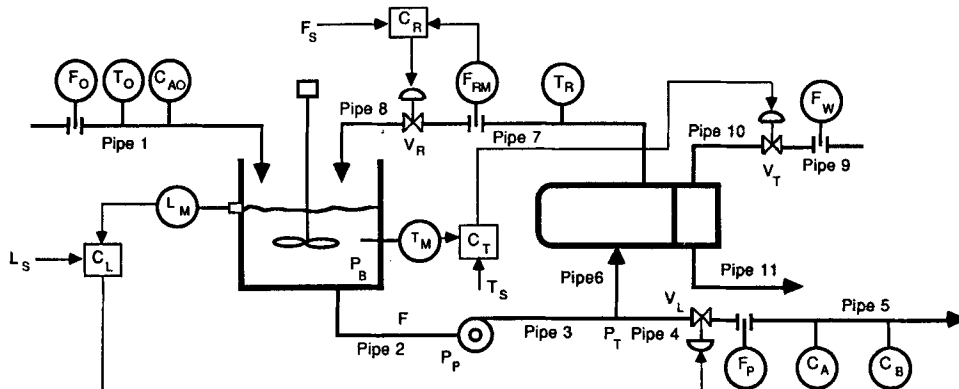 F_S
C_R
F_O
T_O
C_AO
F_RM
T_R
F_W
Pipe 8
Pipe 10
Pipe 1
V_R
Pipe 7
V_T
Pipe 9
L_M
T_M
C_T
L_S
C_L
P_B
T_S
Pipe6
Pipe 11
V_L
F
Pipe 5
Pipe 2
P_P
Pipe 3
P_T
Pipe 4
F_P
C_A
C_B